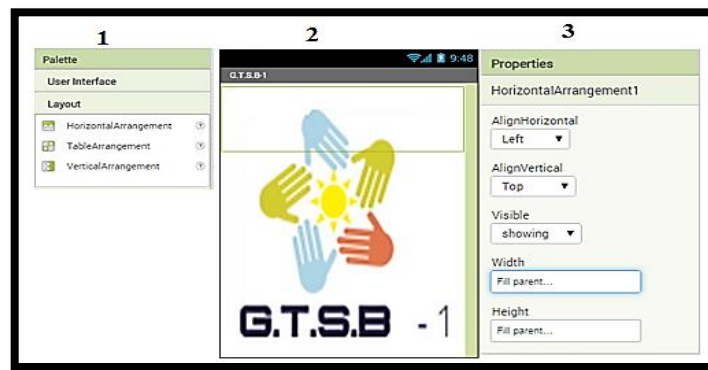 1
Palette
User Interface
Layout
HorizontalArrangement
TableArrangement
VerticalArrangement
2
9:48
G.T.S.B-1
G.T.S.B - 1
3
Properties
HorizontalArrangement1
AlignHorizontal
Left
AlignVertical
Top
Visible
showing
Width
Fill parent...
Height
Fill parent...